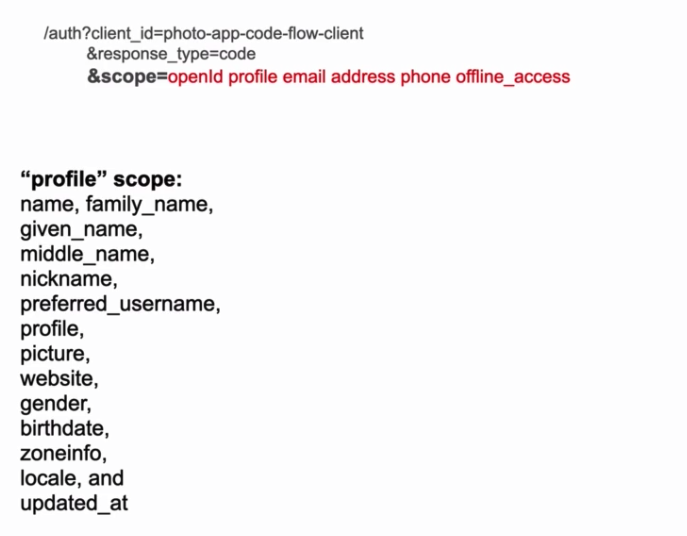 /auth?client_id=photo-app-code-flow-client
&response_type=code
&scope=openId profile email address phone offline_access
“profile” scope:
name, family_name,
given_name,
middle_name,
nickname,
preferred_username,
profile,
picture,
website,
gender,
birthdate,
zoneinfo,
locale, and
updated_at